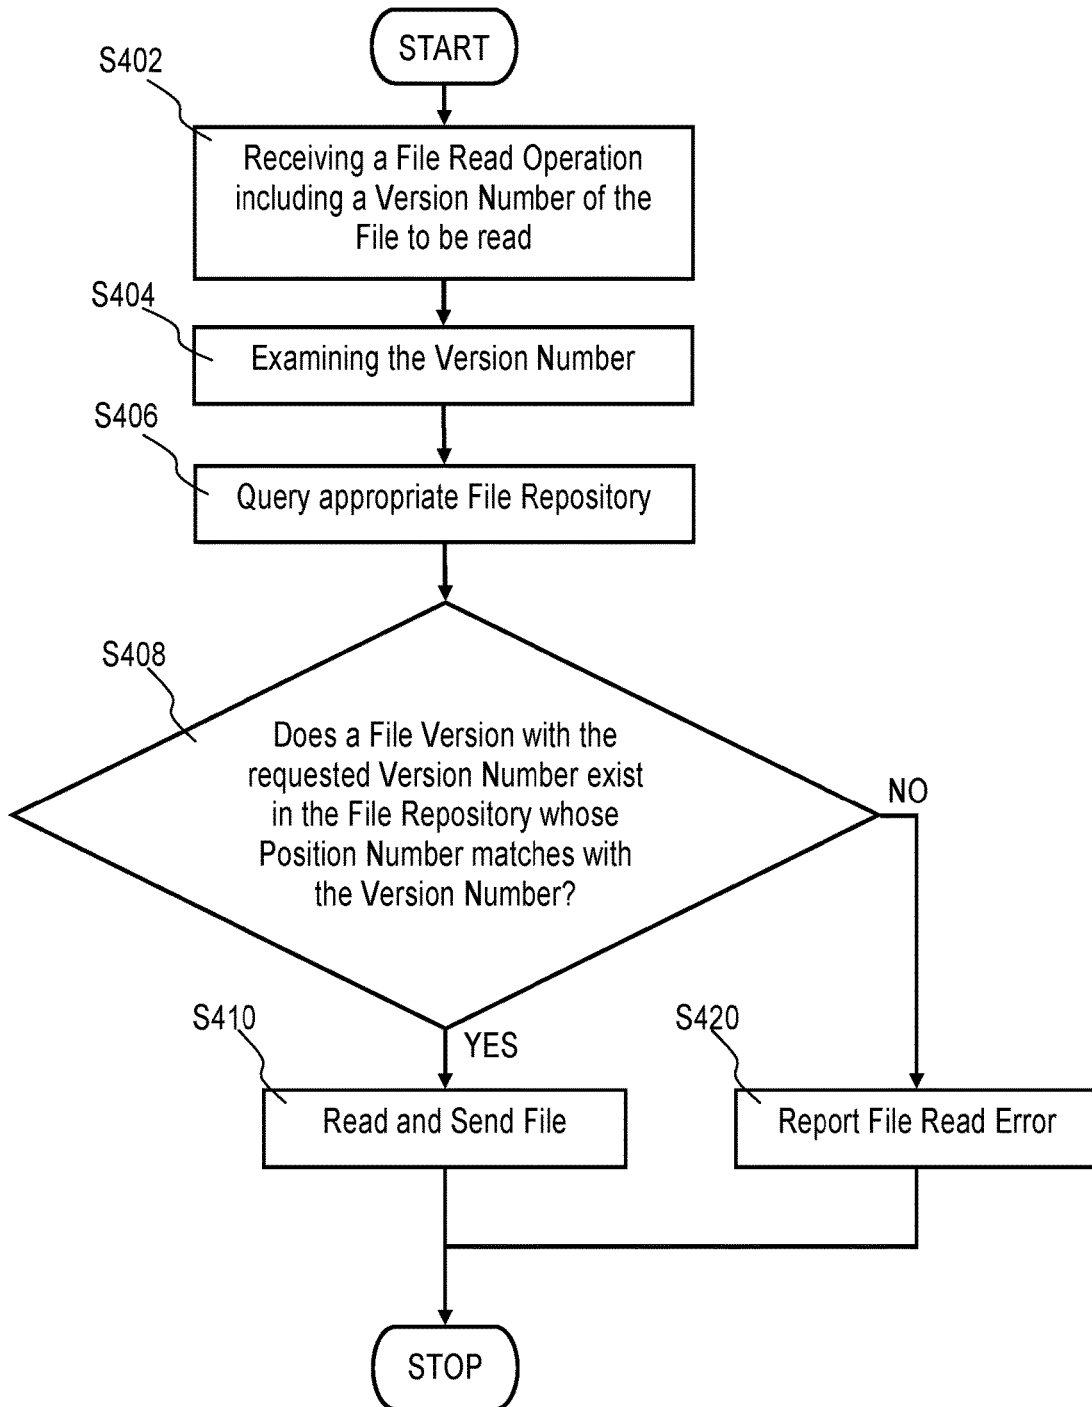 START
S402
Receiving a File Read Operation
including a Version Number of the
File to be read
S404
Examining the Version Number
S406
Query appropriate File Repository
S408
Does a File Version with the
requested Version Number exist
in the File Repository whose
Position Number matches with
the Version Number?
NO
YES
S410
Read and Send File
S420
Report File Read Error
STOP